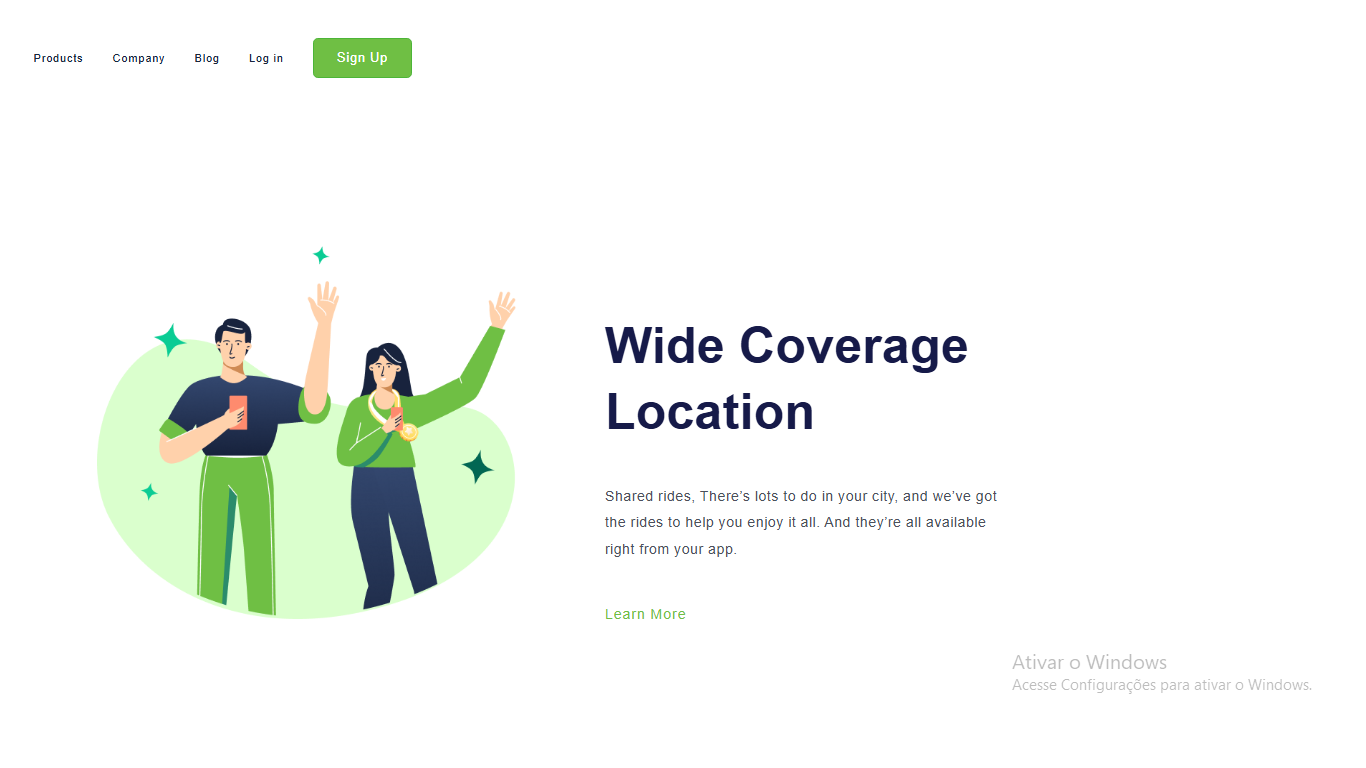 Products Company Blog Log in Sign Up
Wide Coverage
Location
Shared rides, There’s lots to do in your city, and we’ve got
the rides to help you enjoy it all. And they’re all available
right from your app.
Learn More
Ativar o Windows
Acesse Configurações para ativar o Windows.